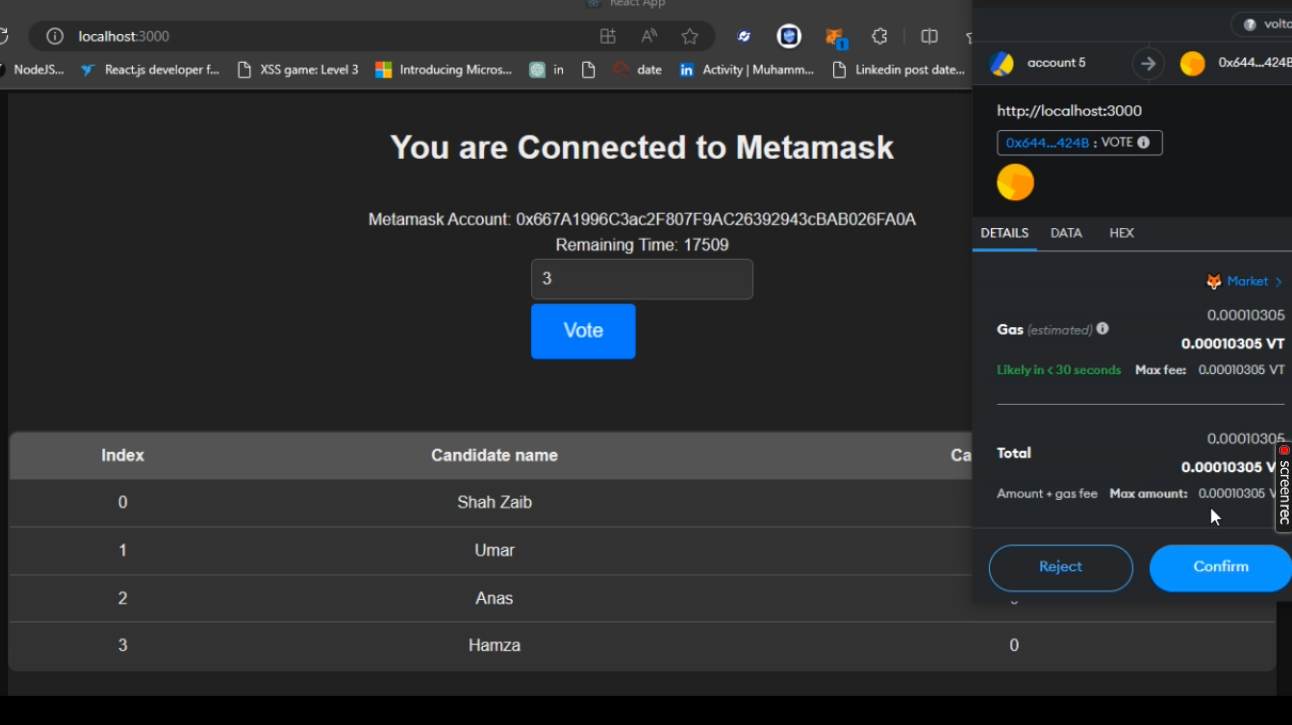 React App
localhost:3000
NodeJS... React.js developer f... XSS game: Level 3 Introducing Micros... in date Activity | Muhamm... Linkedin post date...
You are Connected to Metamask
Metamask Account: 0x667A1996C3ac2F807F9AC26392943cBAB026FA0A
Remaining Time: 17509
3
Vote
Index Candidate name Ca
0 Shah Zaib
1 Umar
2 Anas
3 Hamza 0
account 5 0x644...424B
http://localhost:3000
0x644...424B : VOTE
DETAILS DATA HEX
Market >
0.00010305
Gas (estimated) 0.00010305 VT
Likely in < 30 seconds Max fee: 0.00010305 VT
0.00010305
Total 0.00010305 V
Amount + gas fee Max amount: 0.00010305 V
Reject Confirm
screenrec